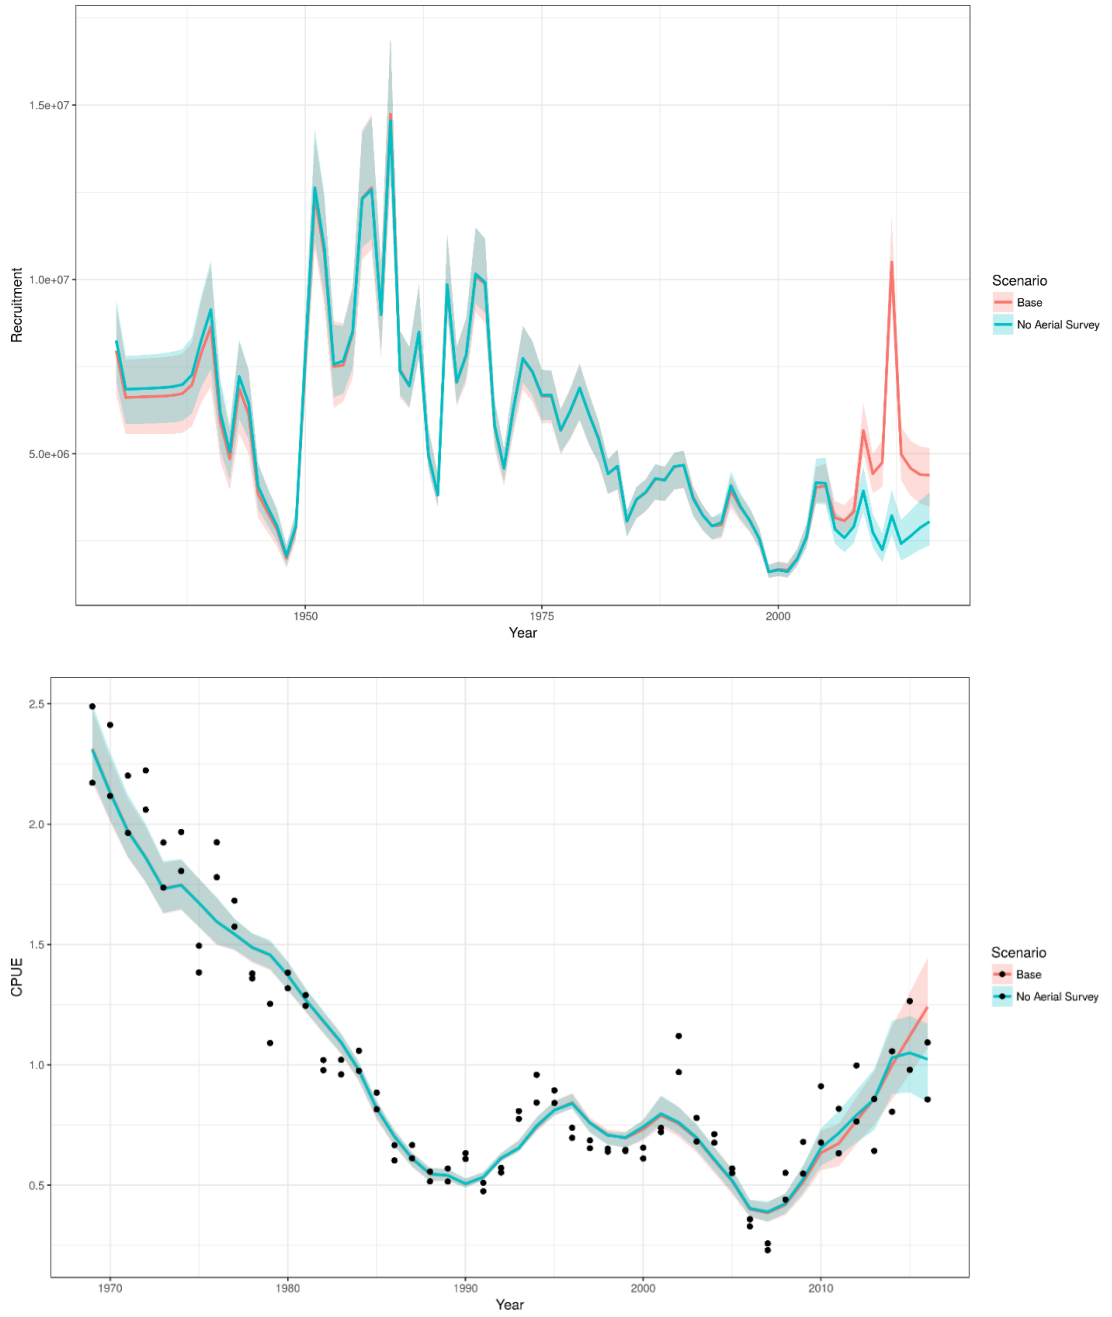 1.5e+07
1.0e+07
5.0e+06
Recruitment
1950
1975
2000
Year
Scenario
Base
No Aerial Survey
2.5
2.0
1.5
1.0
0.5
CPUE
1970
1980
1990
2000
2010
Year
Scenario
Base
No Aerial Survey